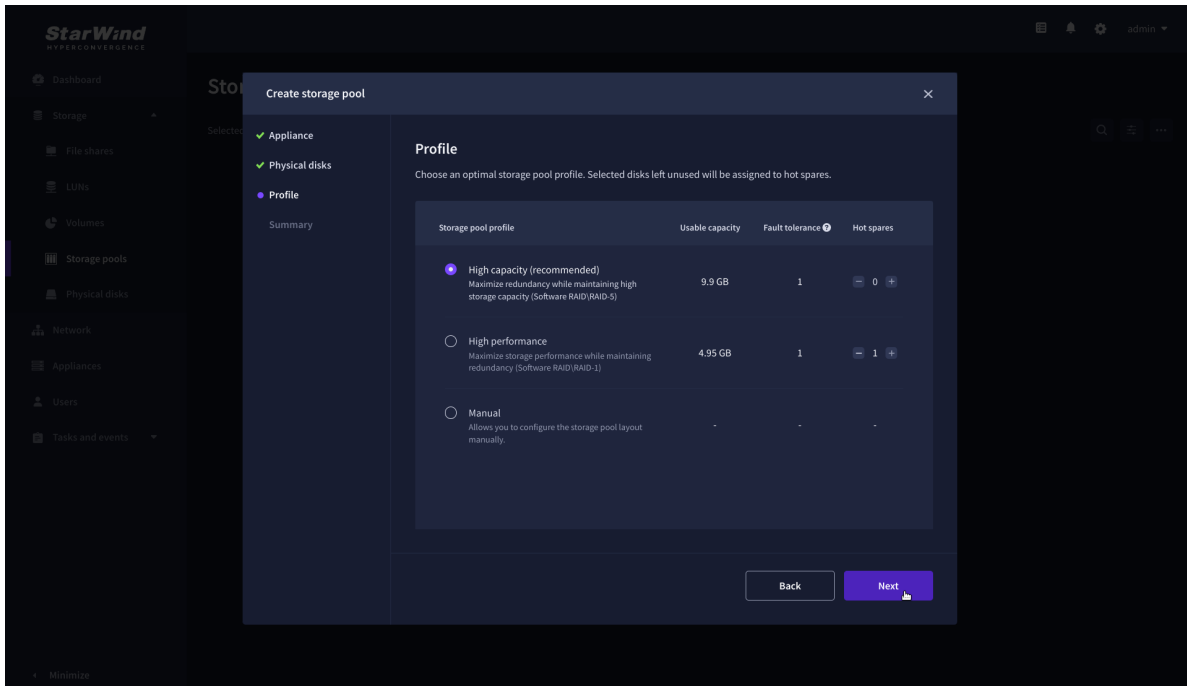 StarWind
HYPERCONVERGENCE
admin
Dashboard
Storage
File shares
LUNs
Volumes
Storage pools
Physical disks
Network
Appliances
Users
Tasks and events
Minimize
Stor
Selected
Create storage pool
Appliance
Physical disks
Profile
Summary
Profile
Choose an optimal storage pool profile. Selected disks left unused will be assigned to hot spares.
Storage pool profile Usable capacity Fault tolerance ? Hot spares
High capacity (recommended)
Maximize redundancy while maintaining high
storage capacity (Software RAID\RAID-5)
9.9 GB 1 − 0 +
High performance
Maximize storage performance while maintaining
redundancy (Software RAID\RAID-1)
4.95 GB 1 − 1 +
Manual
Allows you to configure the storage pool layout
manually.
- - -
Back Next